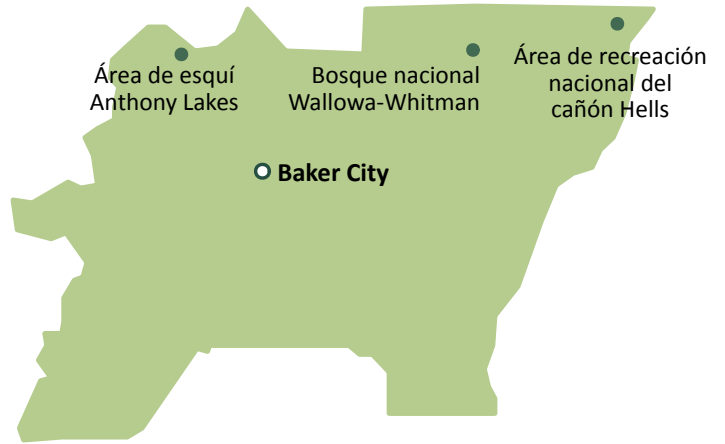 Área de esquí
Anthony Lakes
Bosque nacional
Wallowa-Whitman
Área de recreación
nacional del
cañón Hells
Baker City